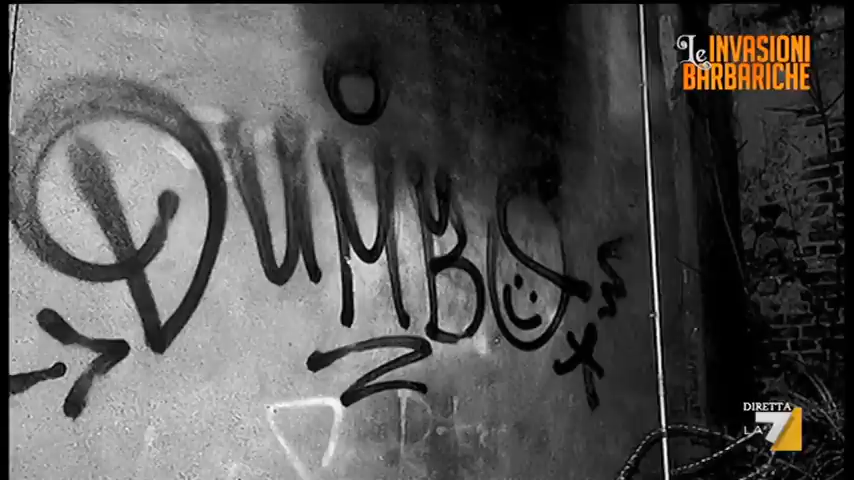 Le INVASIONI
BARBARICHE
DUMBO
DIRETTA
LA7